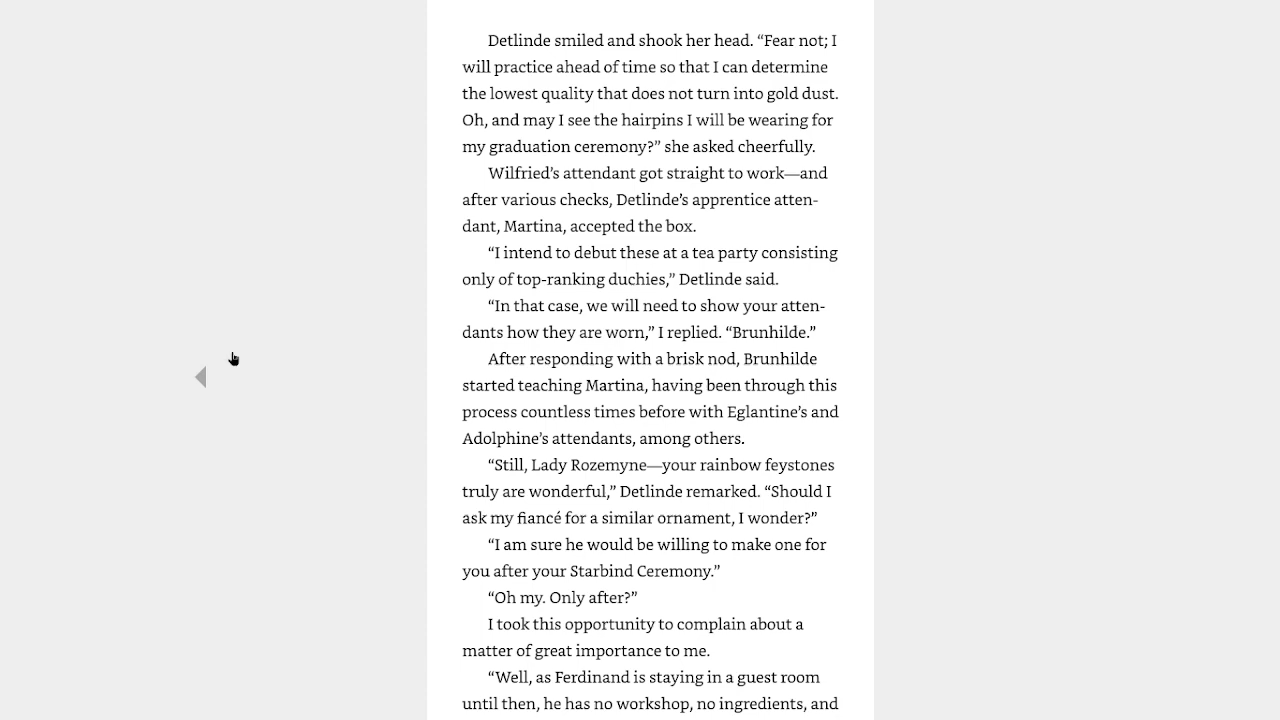 Detlinde smiled and shook her head. “Fear not; I
will practice ahead of time so that I can determine
the lowest quality that does not turn into gold dust.
Oh, and may I see the hairpins I will be wearing for
my graduation ceremony?” she asked cheerfully.
Wilfried’s attendant got straight to work—and
after various checks, Detlinde’s apprentice atten-
dant, Martina, accepted the box.
“I intend to debut these at a tea party consisting
only of top-ranking duchies,” Detlinde said.
“In that case, we will need to show your atten-
dants how they are worn,” I replied. “Brunhilde.”
After responding with a brisk nod, Brunhilde
started teaching Martina, having been through this
process countless times before with Eglantine’s and
Adolphine’s attendants, among others.
“Still, Lady Rozemyne—your rainbow feystones
truly are wonderful,” Detlinde remarked. “Should I
ask my fiancé for a similar ornament, I wonder?”
“I am sure he would be willing to make one for
you after your Starbind Ceremony.”
“Oh my. Only after?”
I took this opportunity to complain about a
matter of great importance to me.
“Well, as Ferdinand is staying in a guest room
until then, he has no workshop, no ingredients, and